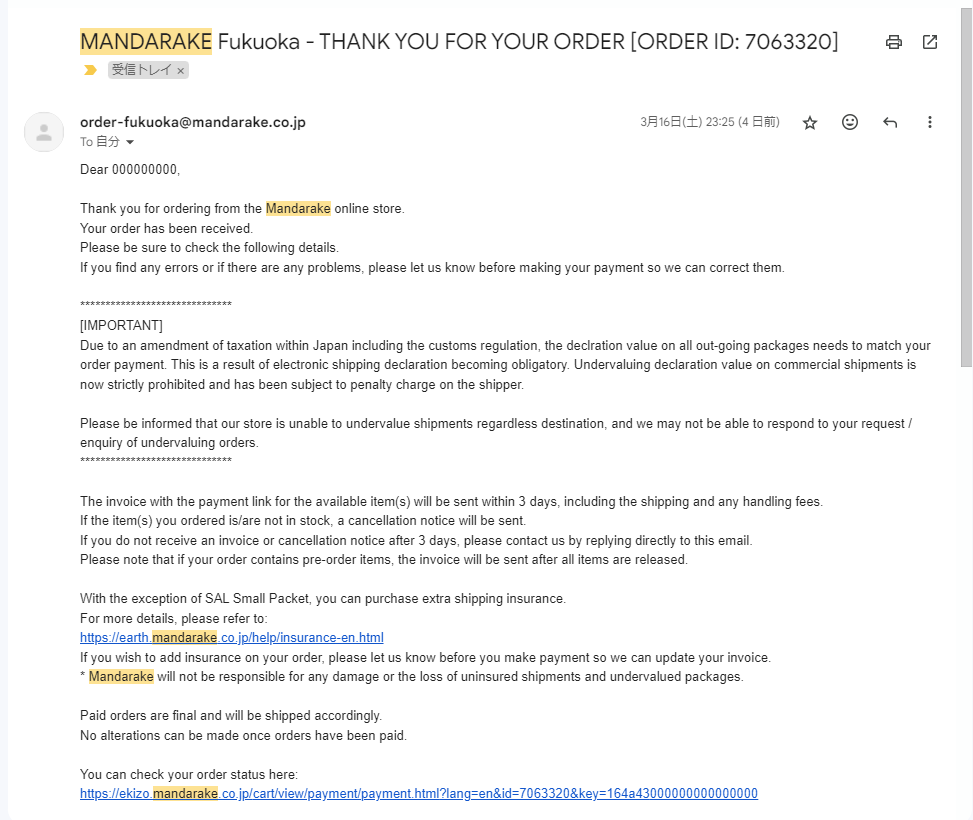 MANDARAKE Fukuoka - THANK YOU FOR YOUR ORDER [ORDER ID: 7063320]
受信トレイ ×
order-fukuoka@mandarake.co.jp
3月16日(土) 23:25 (4 日前)
To 自分
Dear 000000000,
Thank you for ordering from the Mandarake online store.
Your order has been received.
Please be sure to check the following details.
If you find any errors or if there are any problems, please let us know before making your payment so we can correct them.
******************************
[IMPORTANT]
Due to an amendment of taxation within Japan including the customs regulation, the declration value on all out-going packages needs to match your
order payment. This is a result of electronic shipping declaration becoming obligatory. Undervaluing declaration value on commercial shipments is
now strictly prohibited and has been subject to penalty charge on the shipper.
Please be informed that our store is unable to undervalue shipments regardless destination, and we may not be able to respond to your request /
enquiry of undervaluing orders.
******************************
The invoice with the payment link for the available item(s) will be sent within 3 days, including the shipping and any handling fees.
If the item(s) you ordered is/are not in stock, a cancellation notice will be sent.
If you do not receive an invoice or cancellation notice after 3 days, please contact us by replying directly to this email.
Please note that if your order contains pre-order items, the invoice will be sent after all items are released.
With the exception of SAL Small Packet, you can purchase extra shipping insurance.
For more details, please refer to:
https://earth.mandarake.co.jp/help/insurance-en.html
If you wish to add insurance on your order, please let us know before you make payment so we can update your invoice.
* Mandarake will not be responsible for any damage or the loss of uninsured shipments and undervalued packages.
Paid orders are final and will be shipped accordingly.
No alterations can be made once orders have been paid.
You can check your order status here:
https://ekizo.mandarake.co.jp/cart/view/payment/payment.html?lang=en&id=7063320&key=164a43000000000000000